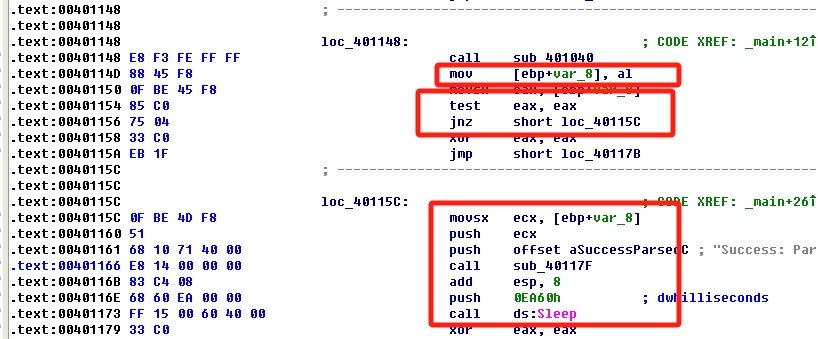 .text:00401148 ; ---------------------------------------------------------------
.text:00401148
.text:00401148
.text:00401148 loc_401148: ; CODE XREF: _main+12↑
.text:00401148 E8 F3 FE FF FF call sub_401040
.text:0040114D 88 45 F8 mov [ebp+var_8], al
.text:00401150 0F BE 45 F8 movsx eax, [ebp+var_8]
.text:00401154 85 C0 test eax, eax
.text:00401156 75 04 jnz short loc_40115C
.text:00401158 33 C0 xor eax, eax
.text:0040115A EB 1F jmp short loc_40117B
.text:0040115C ; ---------------------------------------------------------------
.text:0040115C
.text:0040115C
.text:0040115C loc_40115C: ; CODE XREF: _main+26↑
.text:0040115C 0F BE 4D F8 movsx ecx, [ebp+var_8]
.text:00401160 51 push ecx
.text:00401161 68 10 71 40 00 push offset aSuccessParsedC ; "Success: Par
.text:00401166 E8 14 00 00 00 call sub_40117F
.text:0040116B 83 C4 08 add esp, 8
.text:0040116E 68 60 EA 00 00 push 0EA60h ; dwMilliseconds
.text:00401173 FF 15 00 60 40 00 call ds:Sleep
.text:00401179 33 C0 xor eax, eax